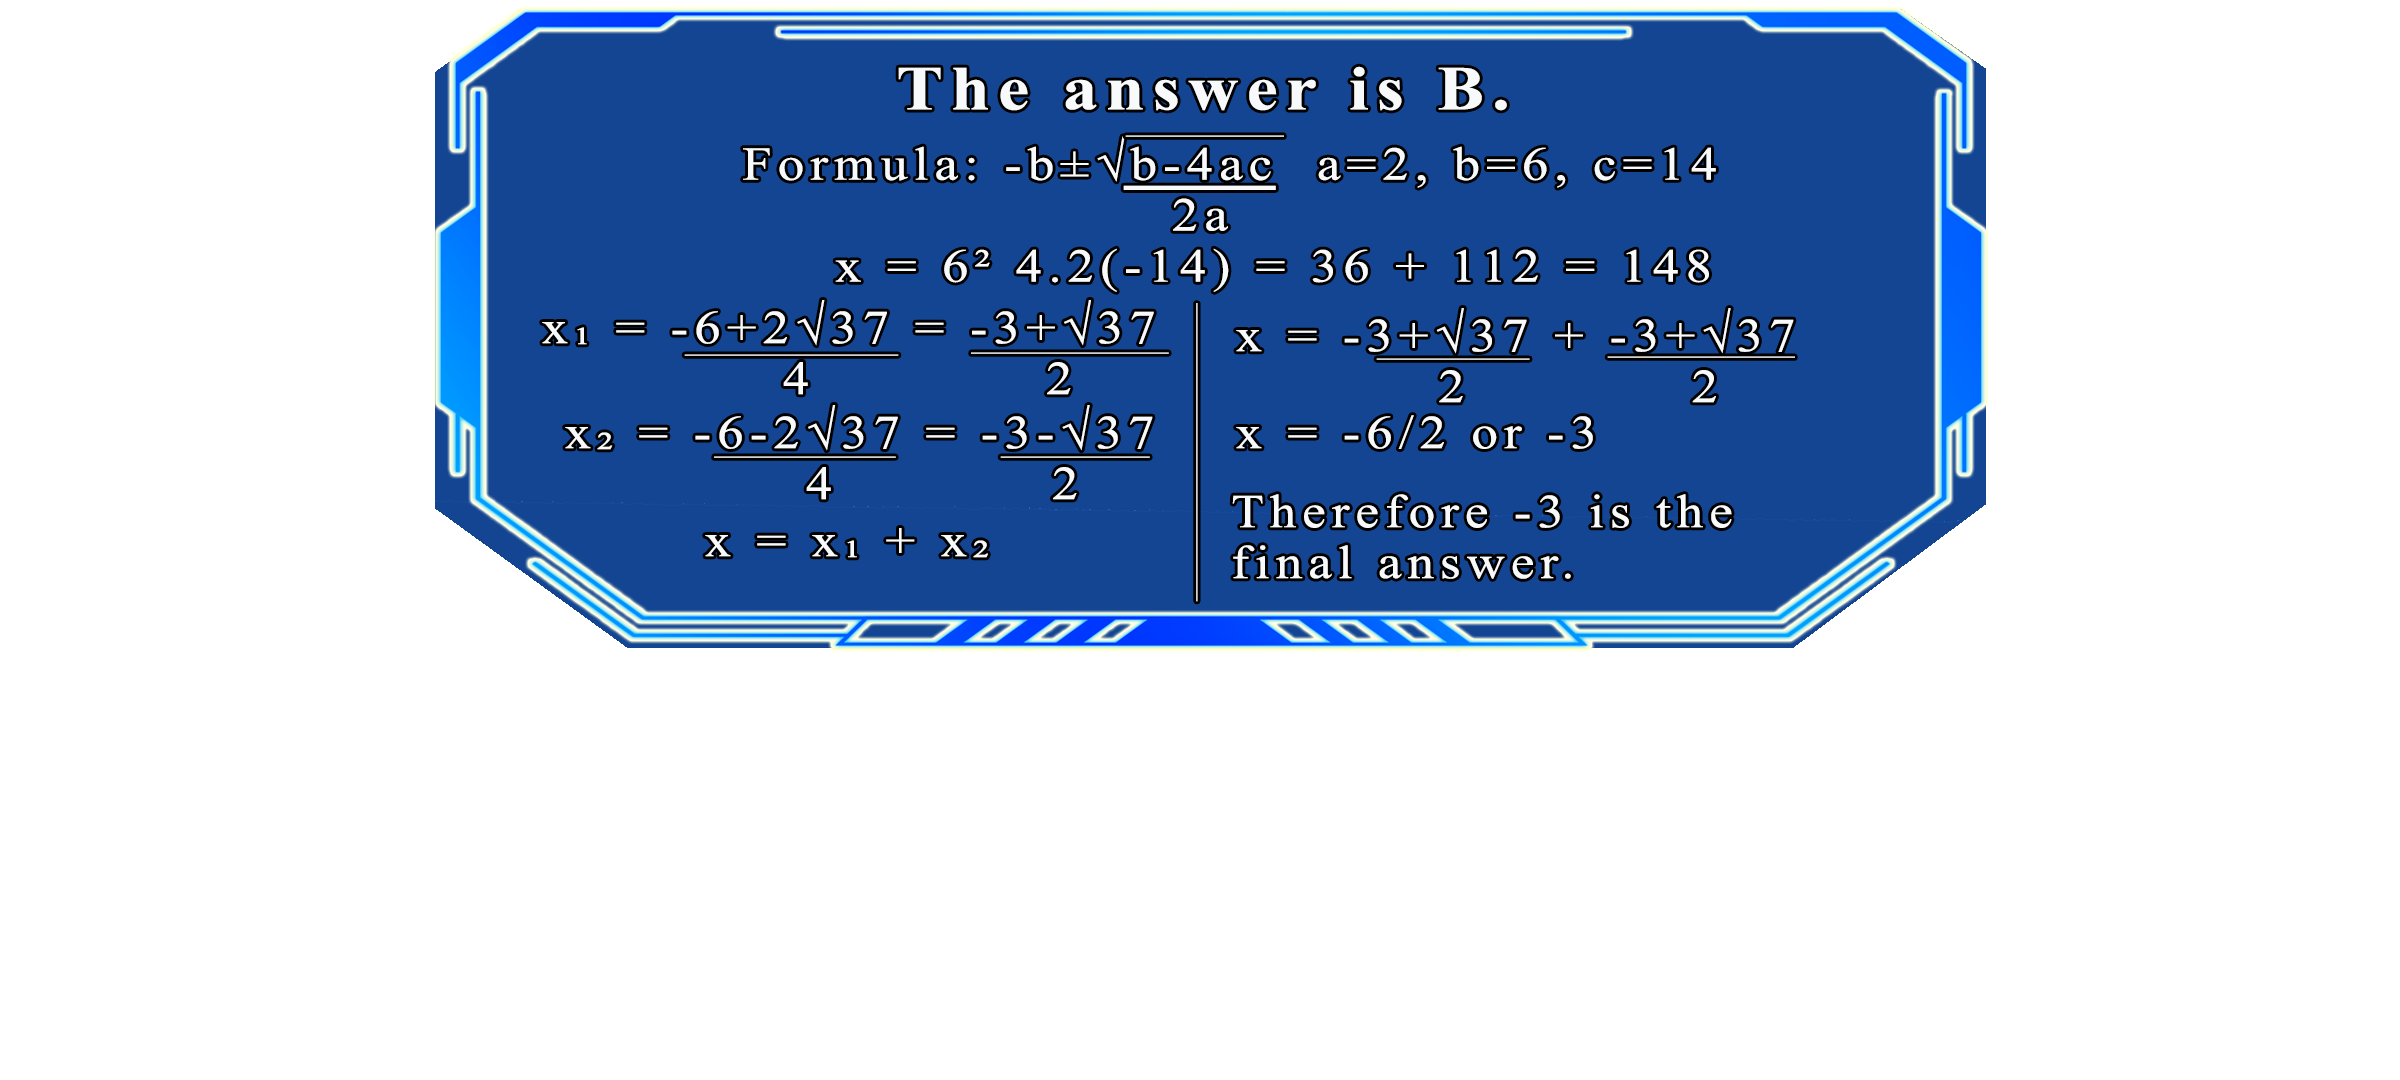 The answer is B.
Formula: -b±√b-4ac a=2, b=6, c=14
2a
x = 6² 4.2(-14) = 36 + 112 = 148
x₁ = -6+2√37 = -3+√37
4 2
x₂ = -6-2√37 = -3-√37
4 2
x = x₁ + x₂
x = -3+√37 + -3+√37
2 2
x = -6/2 or -3
Therefore -3 is the
final answer.